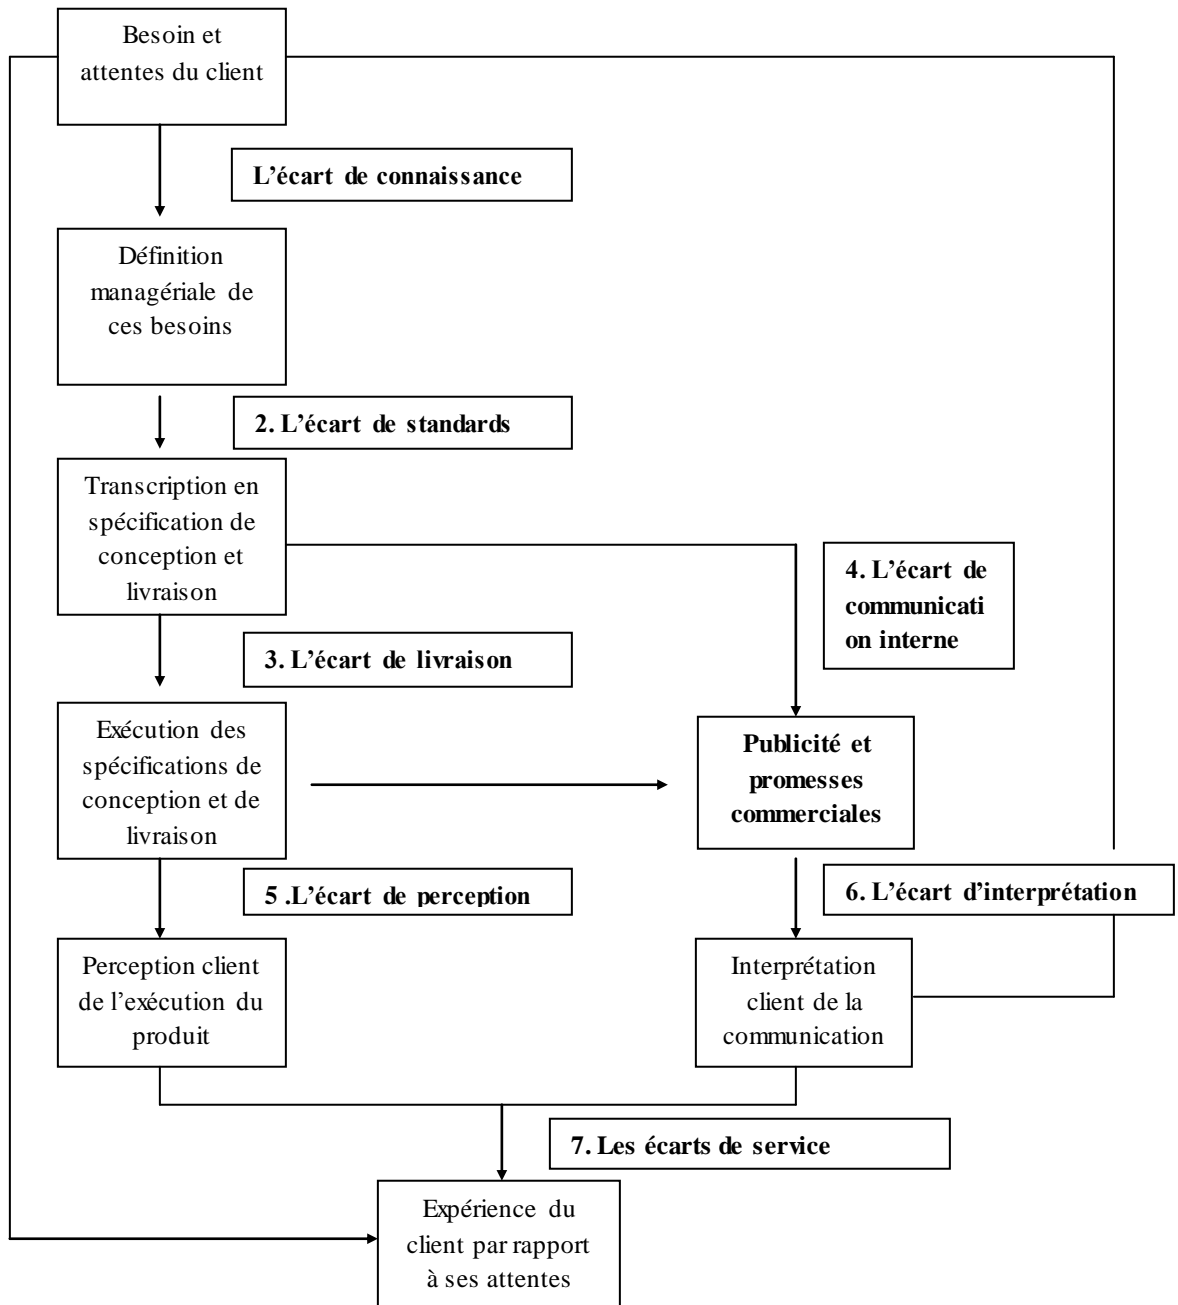 Besoin et
attentes du client
L'écart de connaissance
Définition
managériale de
ces besoins
2. L'écart de standards
Transcription en
spécification de
conception et
livraison
4. L'écart de
communicati
on interne
3. L'écart de livraison
Exécution des
spécifications de
conception et de
livraison
Publicité et
promesses
commerciales
5 .L'écart de perception
6. L'écart d'interprétation
Perception client
de l'exécution du
produit
Interprétation
client de la
communication
7. Les écarts de service
Expérience du
client par rapport
à ses attentes